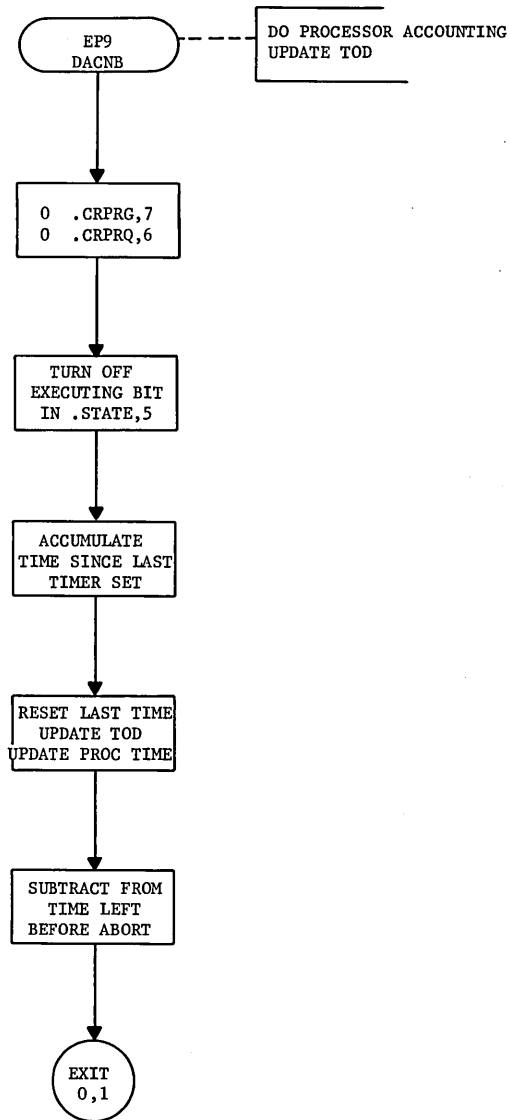 EP9
DACNB
DO PROCESSOR ACCOUNTING
UPDATE TOD
0 .CRPRG,7
0 .CRPRQ,6
TURN OFF
EXECUTING BIT
IN .STATE,5
ACCUMULATE
TIME SINCE LAST
TIMER SET
RESET LAST TIME
UPDATE TOD
UPDATE PROC TIME
SUBTRACT FROM
TIME LEFT
BEFORE ABORT
EXIT
0,1